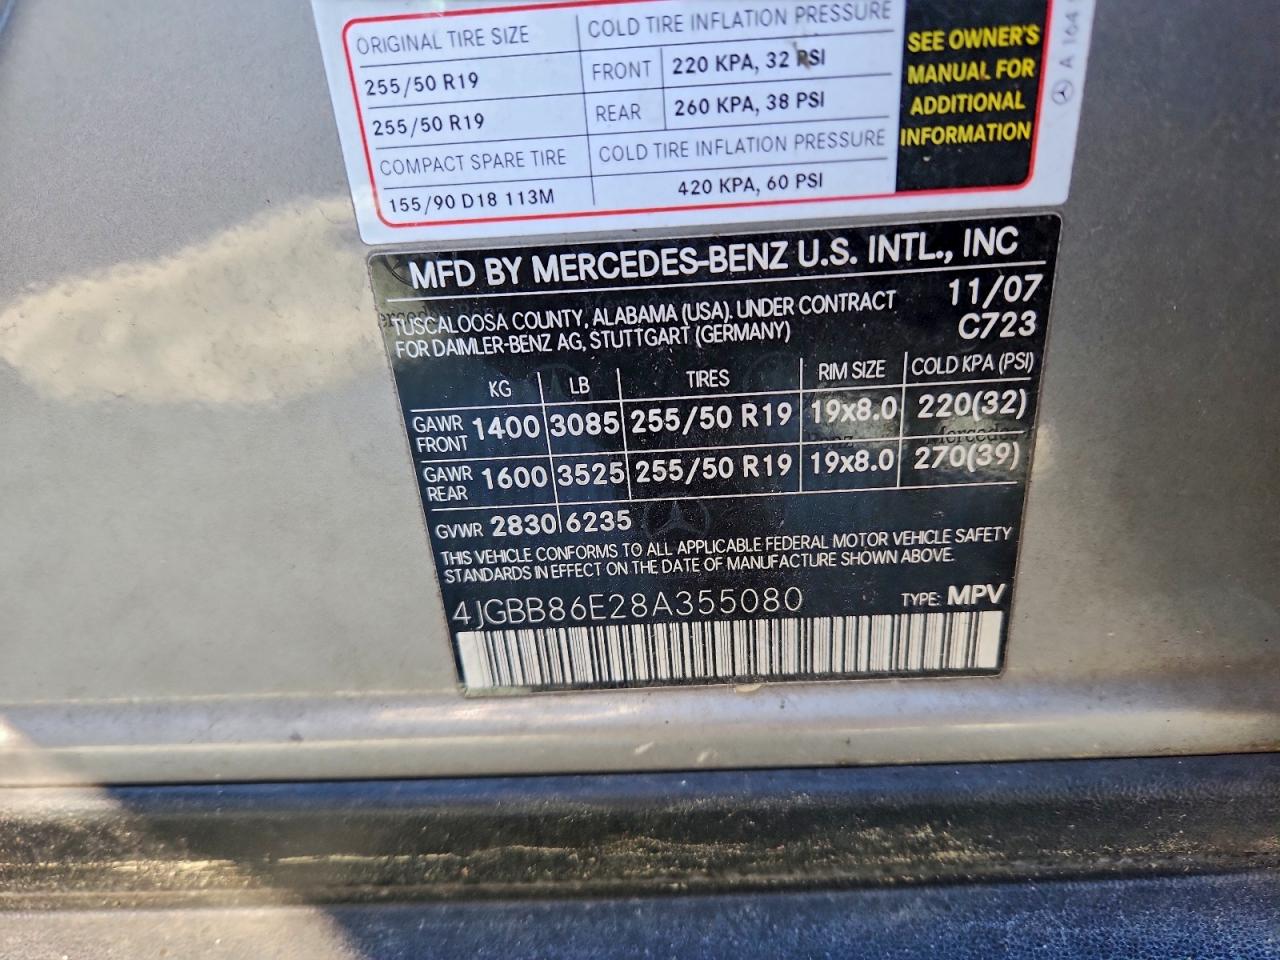 ORIGINAL TIRE SIZE COLD TIRE INFLATION PRESSURE
255/50 R19 FRONT 220 KPA, 32 PSI
255/50 R19 REAR 260 KPA, 38 PSI
COMPACT SPARE TIRE COLD TIRE INFLATION PRESSURE
155/90 D18 113M 420 KPA, 60 PSI
SEE OWNER'S
MANUAL FOR
ADDITIONAL
INFORMATION
A 164
MFD BY MERCEDES-BENZ U.S. INTL., INC
TUSCALOOSA COUNTY, ALABAMA (USA). UNDER CONTRACT 11/07
FOR DAIMLER-BENZ AG, STUTTGART (GERMANY) C723
KG LB TIRES RIM SIZE COLD KPA (PSI)
GAWR FRONT 1400 3085 255/50 R19 19x8.0 220(32)
GAWR REAR 1600 3525 255/50 R19 19x8.0 270(39)
GVWR 2830 6235
THIS VEHICLE CONFORMS TO ALL APPLICABLE FEDERAL MOTOR VEHICLE SAFETY
STANDARDS IN EFFECT ON THE DATE OF MANUFACTURE SHOWN ABOVE.
4JGBB86E28A355080 TYPE: MPV